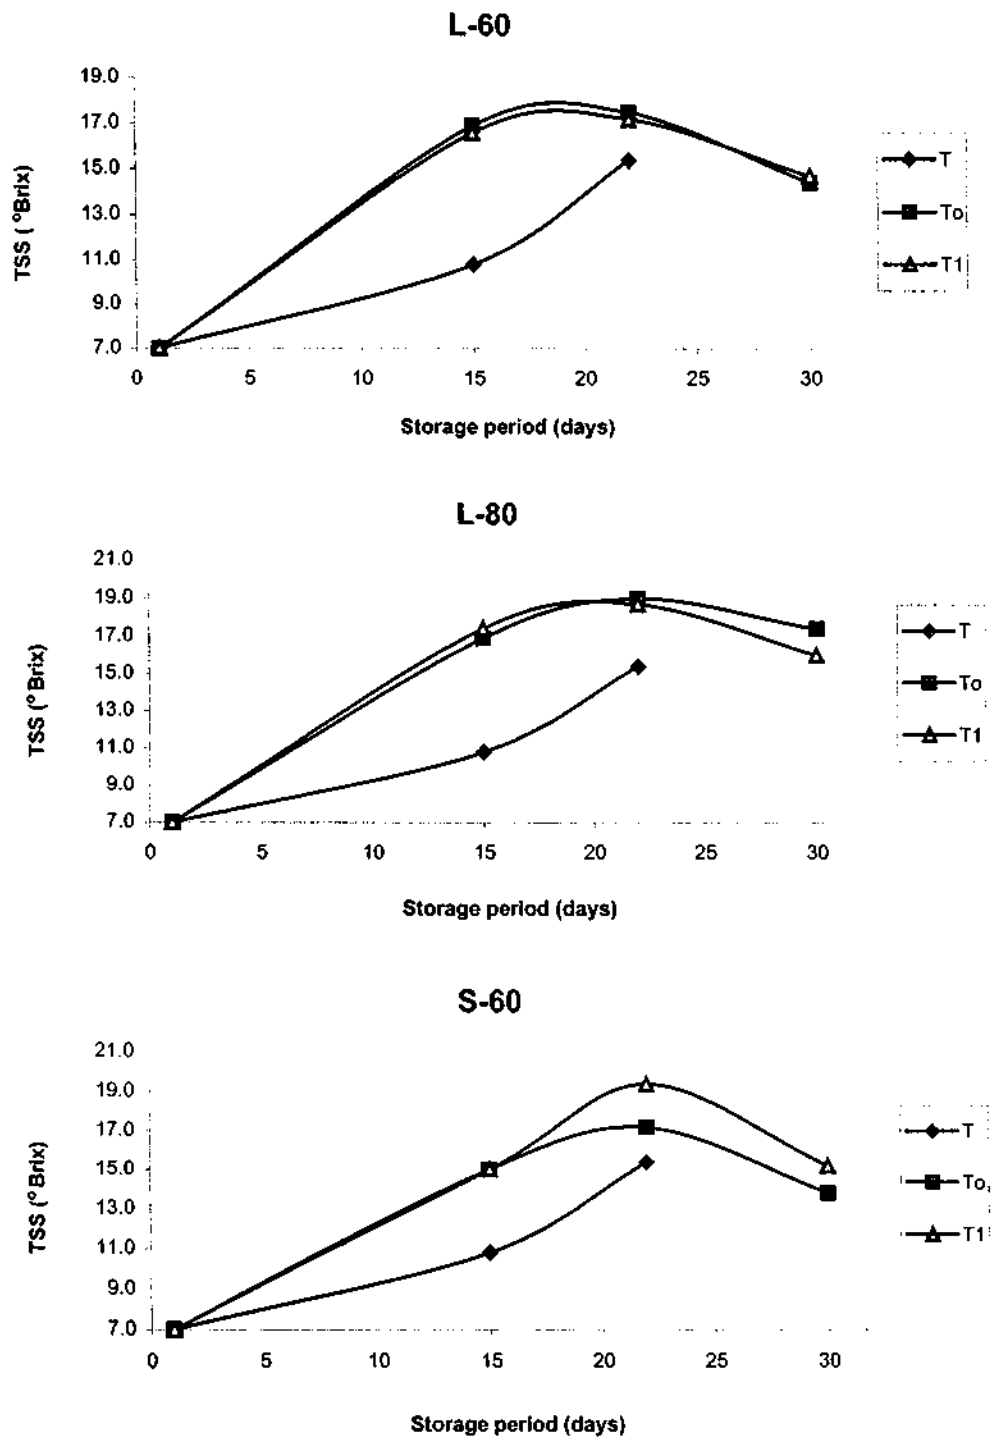 L-60
19.0
17.0
15.0
13.0
11.0
9.0
7.0
TSS ( °Brix)
0 5 10 15 20 25 30
Storage period (days)
T
To
T1
L-80
21.0
19.0
17.0
15.0
13.0
11.0
9.0
7.0
TSS (° Brix)
0 5 10 15 20 25 30
Storage period (days)
T
To
T1
S-60
21.0
19.0
17.0
15.0
13.0
11.0
9.0
7.0
TSS (° Brix)
0 5 10 15 20 25 30
Storage period (days)
T
To
T1